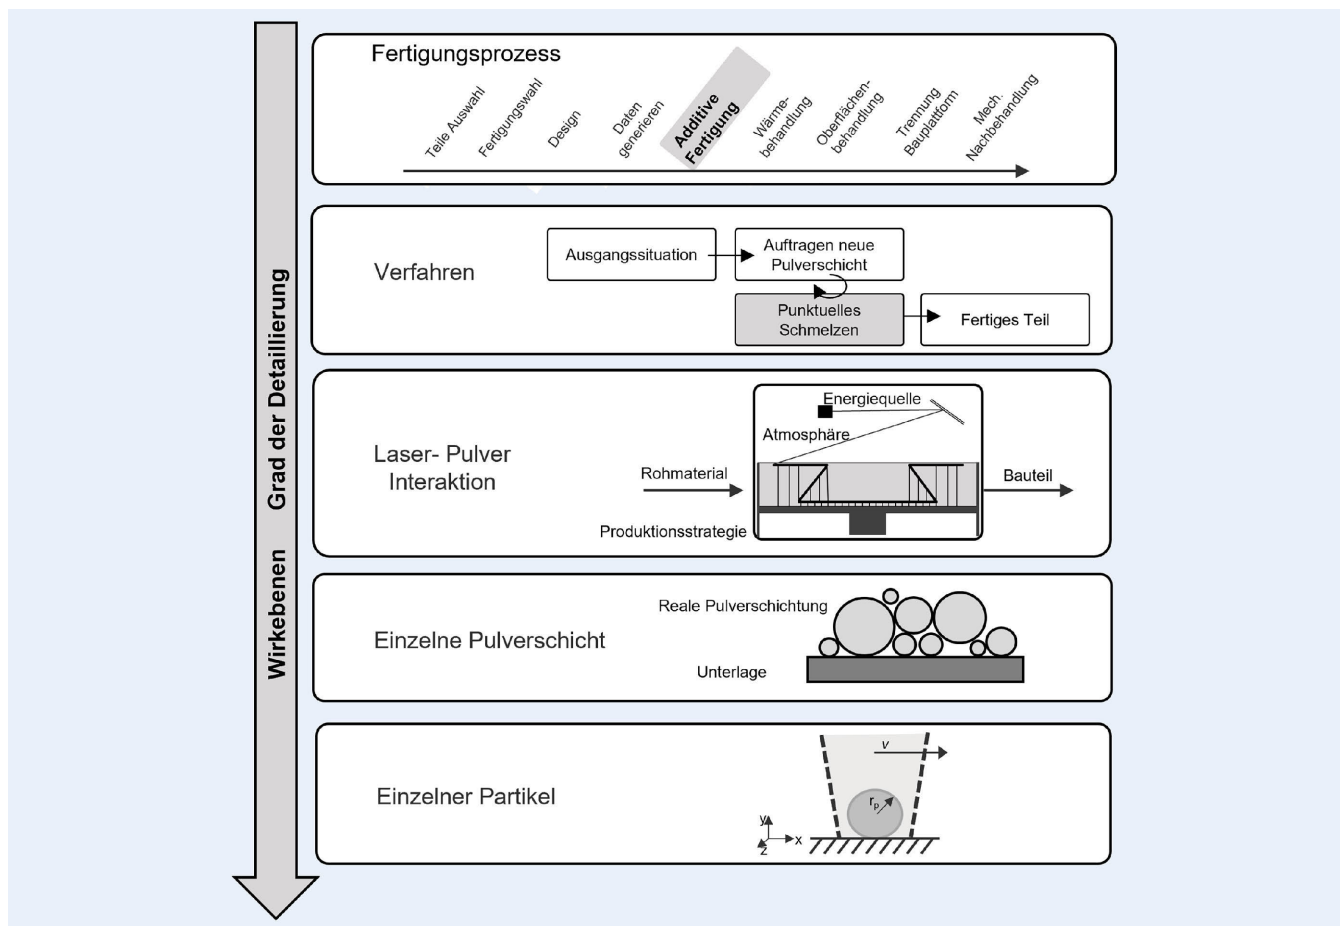 Fertigungsprozess
Teile Auswahl
Fertigungswahl
Design
Daten
generieren
Additive
Fertigung
Wärme-
behandlung
Oberflächen-
behandlung
Trennung
Bauplattform
Mech.
Nachbehandlung
Wirkebenen Grad der Detaillierung
Verfahren
Ausgangssituation
Auftragen neue
Pulverschicht
Punktuelles
Schmelzen
Fertiges Teil
Laser- Pulver
Interaktion
Energiequelle
Atmosphäre
Rohmaterial
Bauteil
Produktionsstrategie
Einzelne Pulverschicht
Reale Pulverschichtung
Unterlage
Einzelner Partikel
v
rp
y
x
z